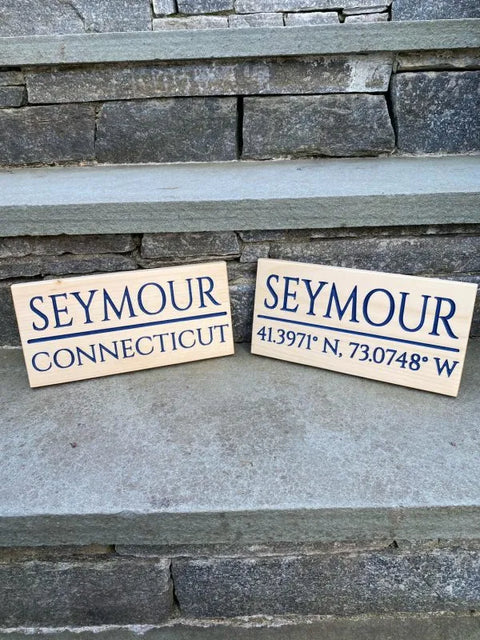 SEYMOUR
CONNECTICUT
SEYMOUR
41.3971° N, 73.0748° W